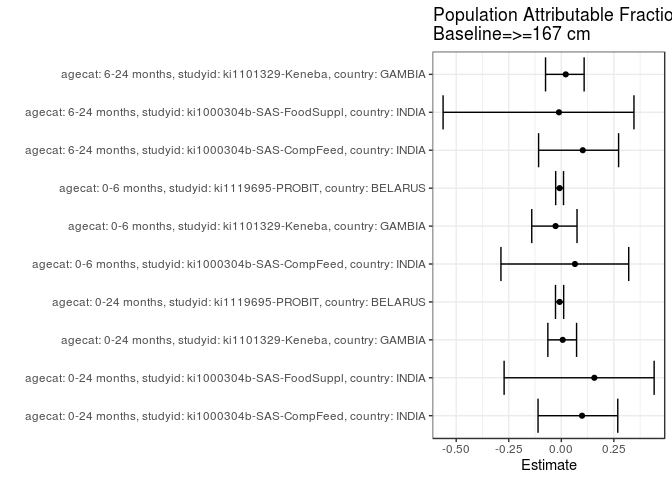 Population Attributable Fractio
Baseline=>=167 cm
agecat: 6-24 months, studyid: ki1101329-Keneba, country: GAMBIA
agecat: 6-24 months, studyid: ki1000304b-SAS-FoodSuppl, country: INDIA
agecat: 6-24 months, studyid: ki1000304b-SAS-CompFeed, country: INDIA
agecat: 0-6 months, studyid: ki1119695-PROBIT, country: BELARUS
agecat: 0-6 months, studyid: ki1101329-Keneba, country: GAMBIA
agecat: 0-6 months, studyid: ki1000304b-SAS-CompFeed, country: INDIA
agecat: 0-24 months, studyid: ki1119695-PROBIT, country: BELARUS
agecat: 0-24 months, studyid: ki1101329-Keneba, country: GAMBIA
agecat: 0-24 months, studyid: ki1000304b-SAS-FoodSuppl, country: INDIA
agecat: 0-24 months, studyid: ki1000304b-SAS-CompFeed, country: INDIA
-0.50 -0.25 0.00 0.25
Estimate